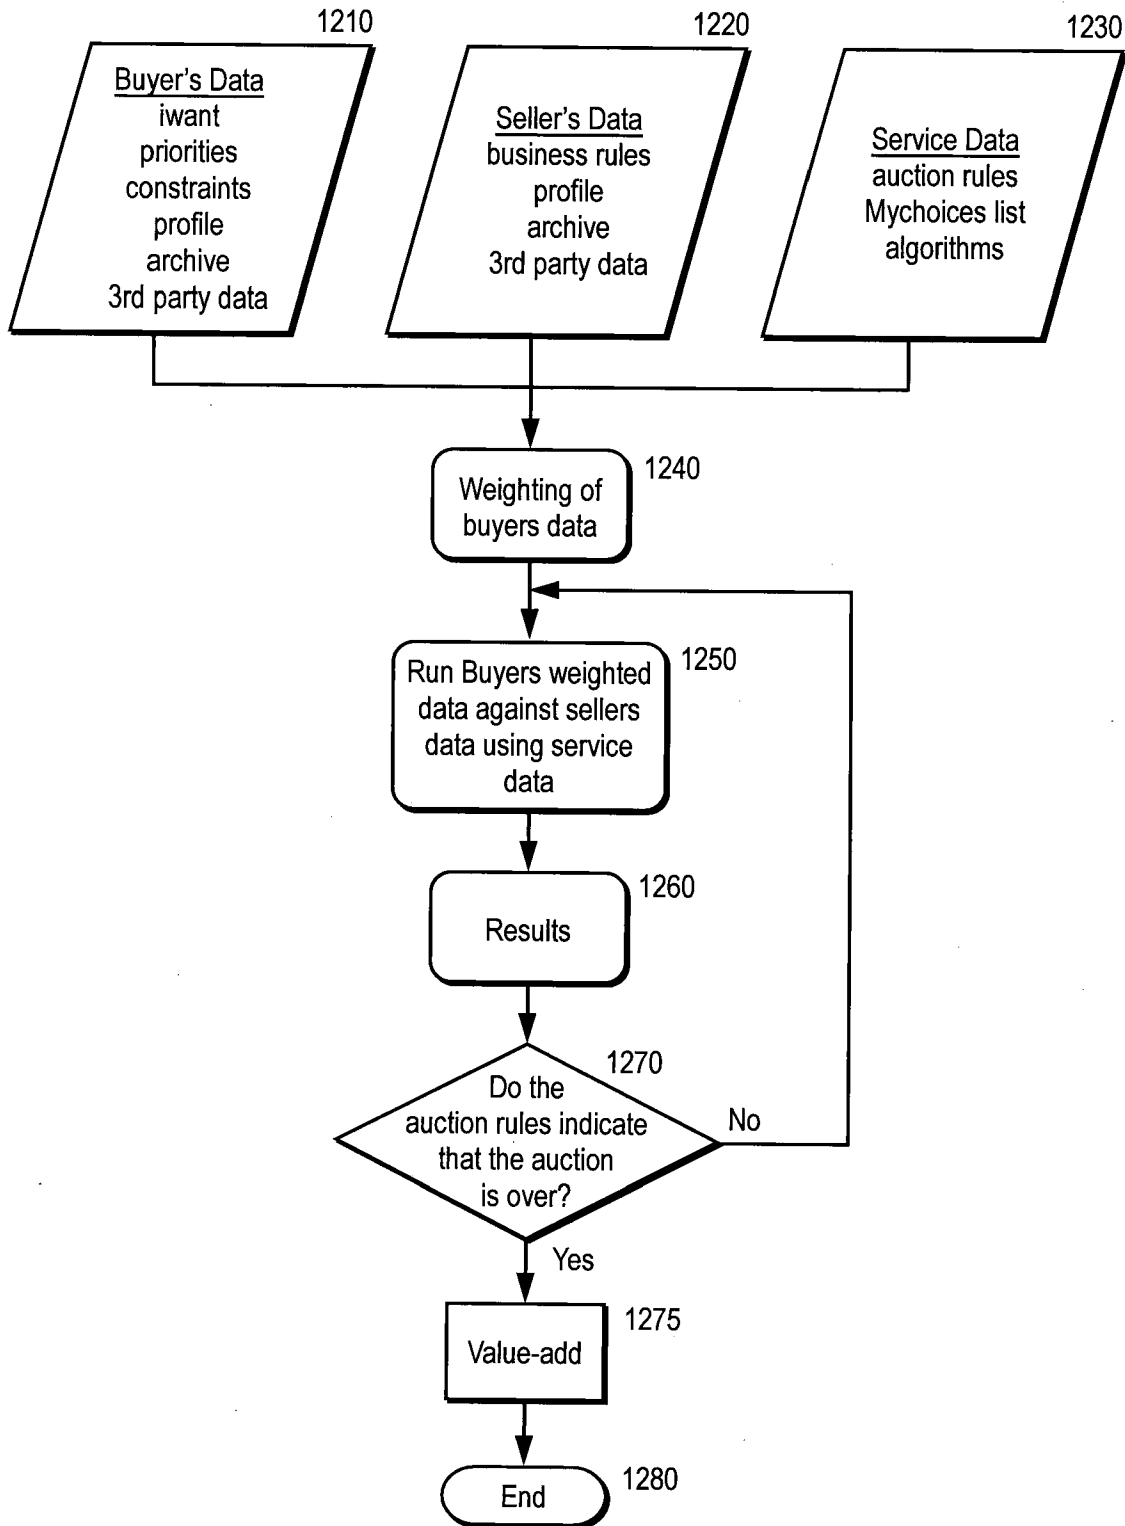 1210
Buyer's Data
iwant
priorities
constraints
profile
archive
3rd party data
1220
Seller's Data
business rules
profile
archive
3rd party data
1230
Service Data
auction rules
Mychoices list
algorithms
1240
Weighting of
buyers data
1250
Run Buyers weighted
data against sellers
data using service
data
1260
Results
1270
Do the
auction rules indicate
that the auction
is over?
No
Yes
1275
Value-add
1280
End